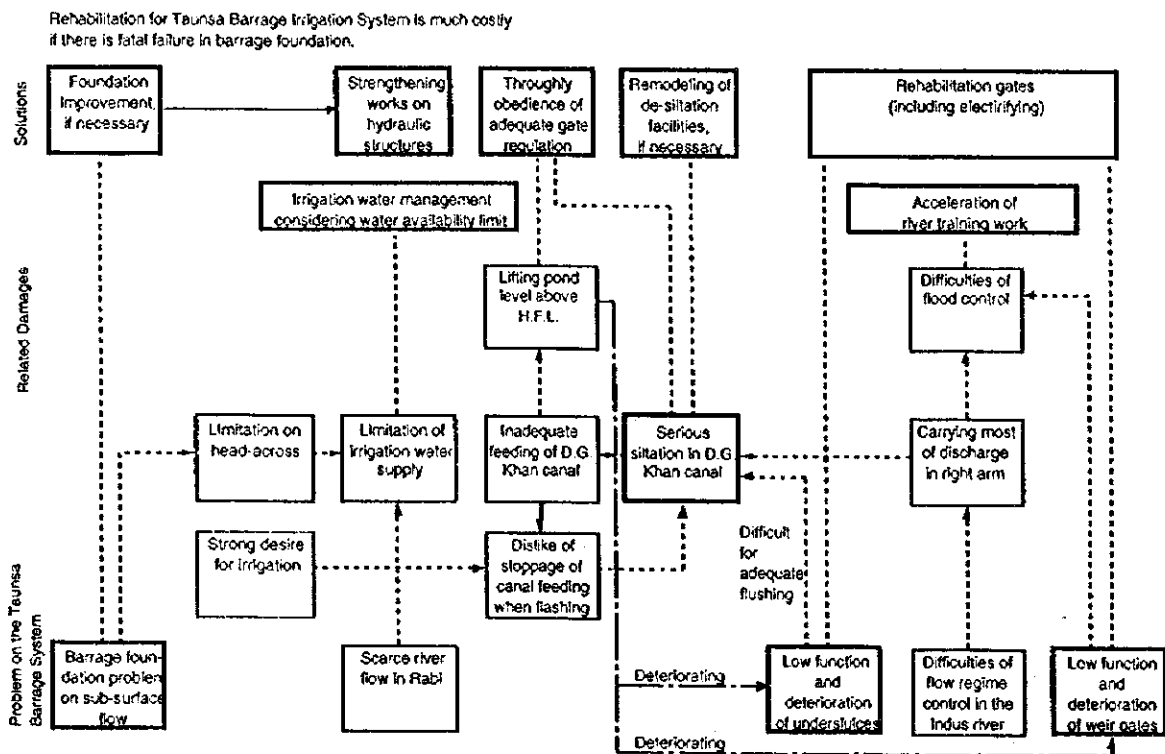 Rehabilitation for Taunsa Barrage Irrigation System is much costly
if there is fatal failure in barrage foundation.
Solutions
Foundation
Improvement,
if necessary
Strengthening
works on
hydraulic
structures
Throughly
obedience of
adequate gate
regulation
Remodeling of
de-siltation
facilities,
if necessary
Rehabilitation gates
(including electirifying)
Irrigation water management
considering water availability limit
Acceleration of
river training work
Related Damages
Lifting pond
level above
H.F.L.
Difficulties of
flood control
Limitation on
head-across
Limitation of
irrigation water
supply
Inadequate
feeding of D.G.
Khan canal
Serious
siltation in D.G.
Khan canal
Carrying most
of discharge
in right arm
Strong desire
for irrigation
Dislike of
stoppage of
canal feeding
when flashing
Difficult
for
adequate
flushing
Problem on the Taunsa
Barrage System
Barrage foun-
dation problem
on sub-surface
flow
Scarce river
flow in Rabi
Deteriorating
Low function
and
deterioration
of undersluices
Difficulties of
flow regime
control in the
Indus river
Low function
and
deterioration
of weir gates
Deteriorating